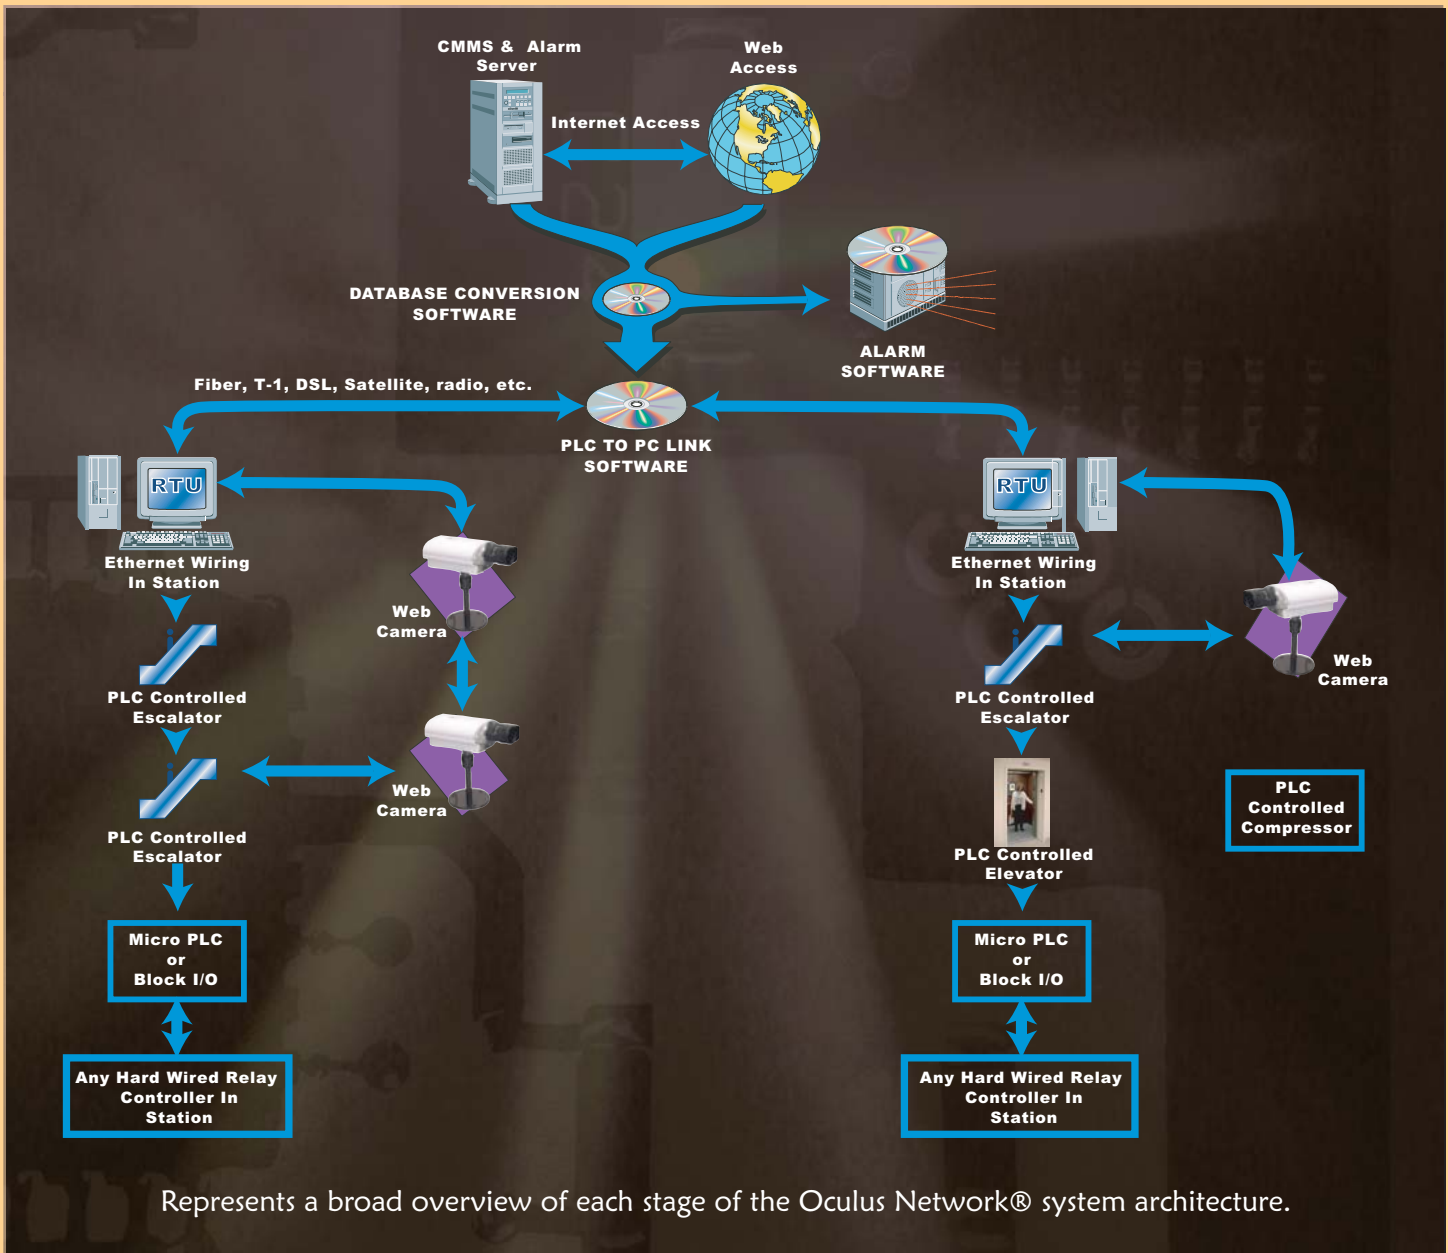 CMMS & Alarm
Server
Web
Access
Internet Access
DATABASE CONVERSION
SOFTWARE
ALARM
SOFTWARE
Fiber, T-1, DSL, Satellite, radio, etc.
PLC TO PC LINK
SOFTWARE
RTU
Ethernet Wiring
In Station
Web
Camera
PLC Controlled
Escalator
Web
Camera
PLC Controlled
Escalator
Micro PLC
or
Block I/O
Any Hard Wired Relay
Controller In
Station
RTU
Ethernet Wiring
In Station
Web
Camera
PLC Controlled
Escalator
PLC Controlled
Elevator
PLC
Controlled
Compressor
Micro PLC
or
Block I/O
Any Hard Wired Relay
Controller In
Station
Represents a broad overview of each stage of the Oculus Network® system architecture.